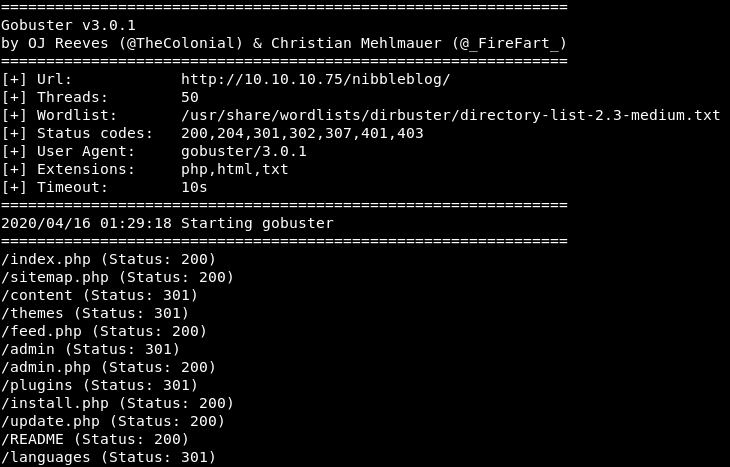 ===============================================================
Gobuster v3.0.1
by OJ Reeves (@TheColonial) & Christian Mehlmauer (@_FireFart_)
===============================================================
[+] Url:            http://10.10.10.75/nibbleblog/
[+] Threads:        50
[+] Wordlist:       /usr/share/wordlists/dirbuster/directory-list-2.3-medium.txt
[+] Status codes:   200,204,301,302,307,401,403
[+] User Agent:     gobuster/3.0.1
[+] Extensions:     php,html,txt
[+] Timeout:        10s
===============================================================
2020/04/16 01:29:18 Starting gobuster
===============================================================
/index.php (Status: 200)
/sitemap.php (Status: 200)
/content (Status: 301)
/themes (Status: 301)
/feed.php (Status: 200)
/admin (Status: 301)
/admin.php (Status: 200)
/plugins (Status: 301)
/install.php (Status: 200)
/update.php (Status: 200)
/README (Status: 200)
/languages (Status: 301)